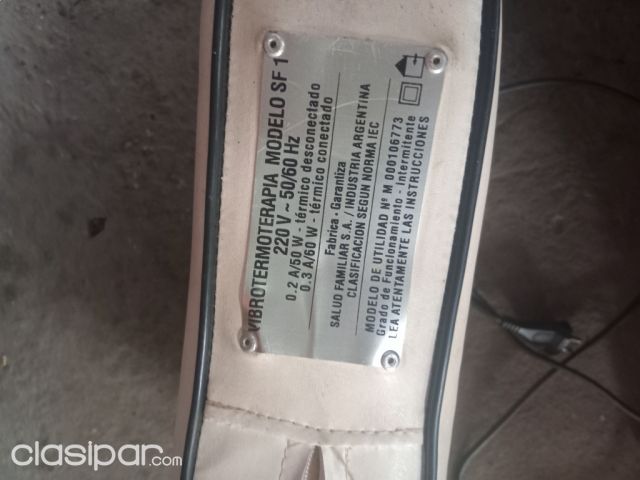 VIBROTERMOTERAPIA MODELO SF 1
220 V ~ 50/60 Hz
0.2 A/50 W - térmico desconectado
0.3 A/60 W - térmico conectado
Fabrica - Garantiza
SALUD FAMILIAR S.A. / INDUSTRIA ARGENTINA
CLASIFICACION SEGUN NORMA IEC
MODELO DE UTILIDAD Nº M 000106773
Grado de Funcionamiento - Intermitente
LEA ATENTAMENTE LAS INSTRUCCIONES
clasipar.com